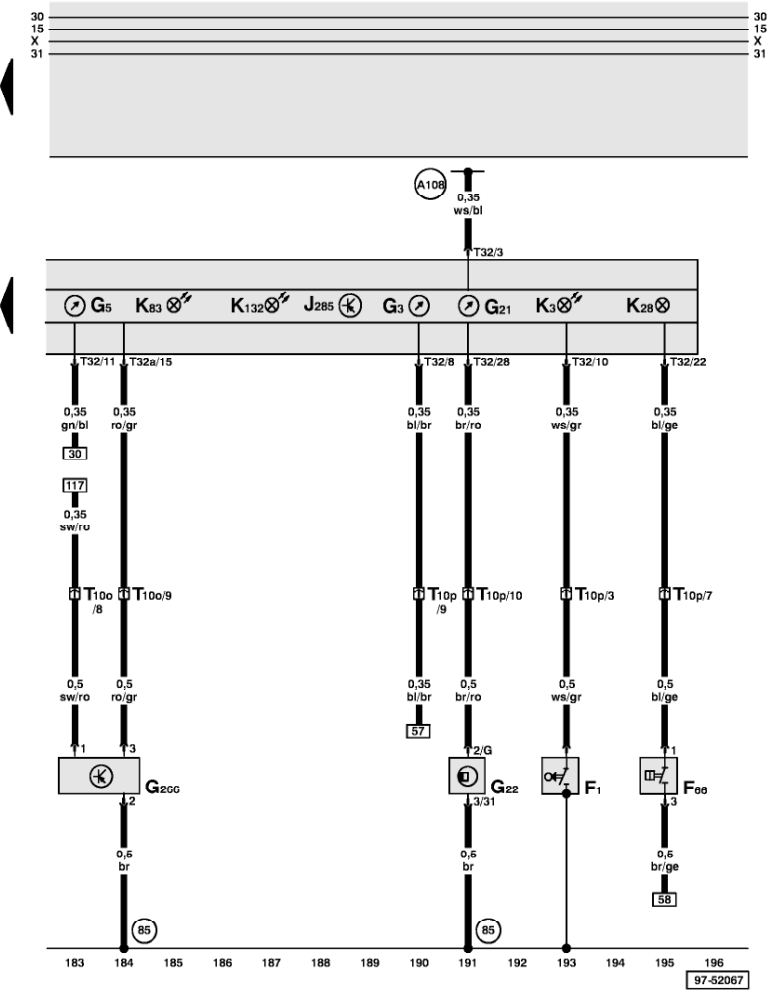 30 30
15 15
X X
31 31
A108
0,35
ws/bl
T32/3
G5 K83 K132 J285 G3 G21 K3 K28
T32/11 T32a/15 T32/8 T32/28 T32/10 T32/22
0,35 0,35 0,35 0,35 0,35 0,35
gn/bl ro/gr bl/br br/ro ws/gr bl/ge
30
117
0,35
sw/ro
T10o T10o/9 T10p T10p/10 T10p/3 T10p/7
/8 /9
0,5 0,5 0,35 0,5 0,5 0,5
sw/ro ro/gr bl/br br/ro ws/gr bl/ge
57
1 3 2/G 1
G266 G22 F1 F66
2 3/31 3
0,5 0,5 0,5
br br br/ge
58
85 85
183 184 185 186 187 188 189 190 191 192 193 194 195 196
97-52067